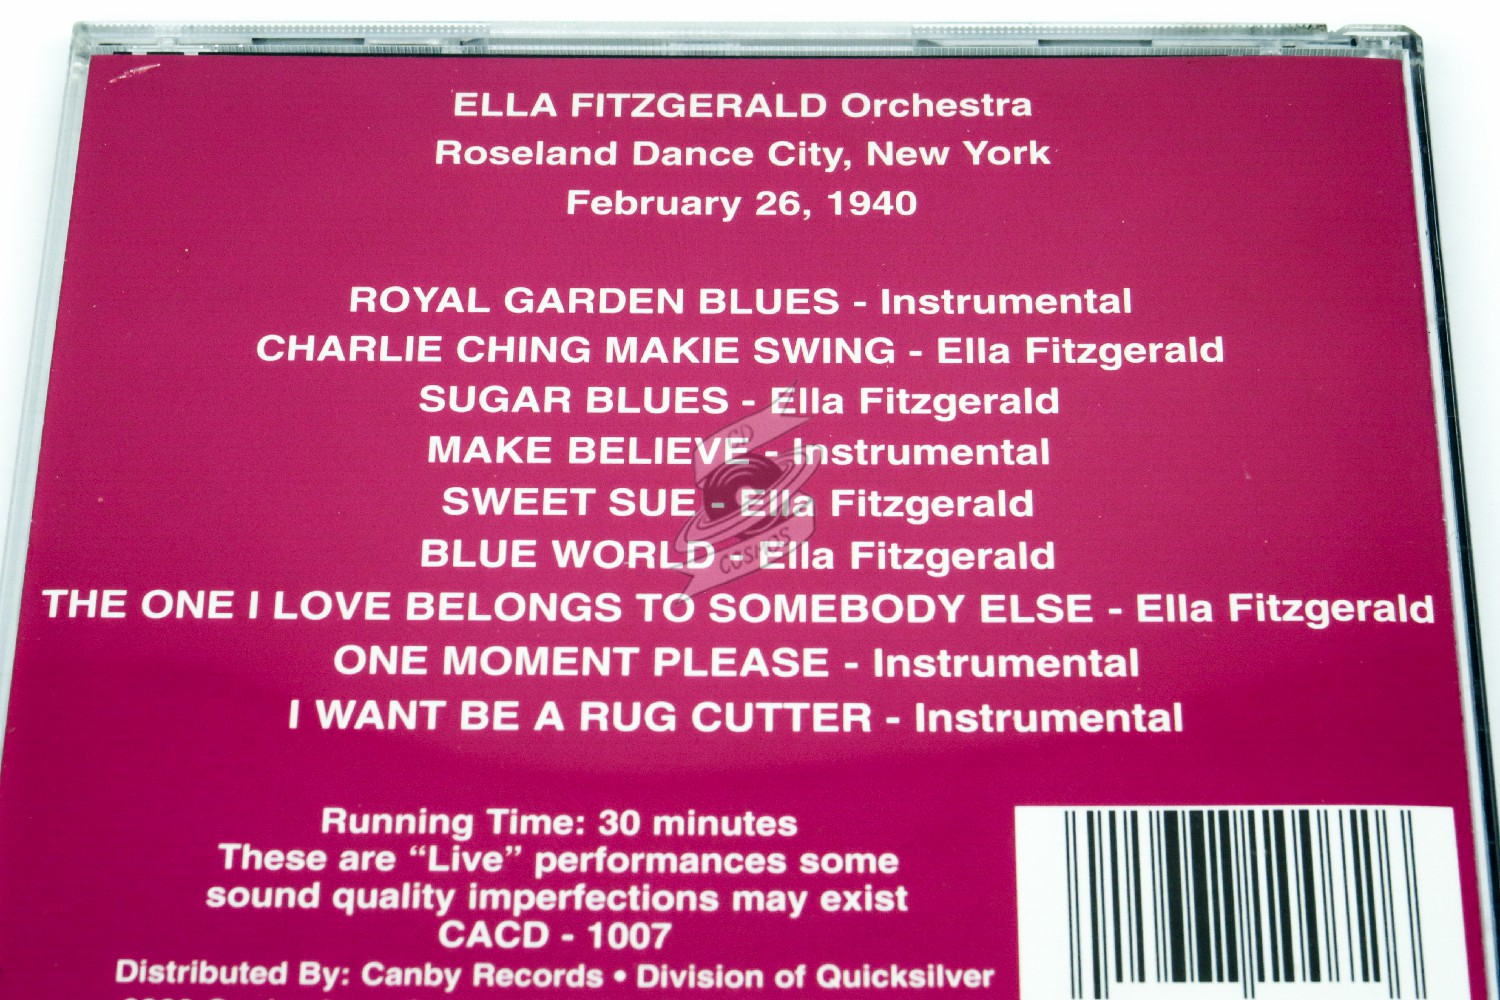 ELLA FITZGERALD Orchestra
Roseland Dance City, New York
February 26, 1940
ROYAL GARDEN BLUES - Instrumental
CHARLIE CHING MAKIE SWING - Ella Fitzgerald
SUGAR BLUES - Ella Fitzgerald
MAKE BELIEVE - Instrumental
SWEET SUE - Ella Fitzgerald
BLUE WORLD - Ella Fitzgerald
THE ONE I LOVE BELONGS TO SOMEBODY ELSE - Ella Fitzgerald
ONE MOMENT PLEASE - Instrumental
I WANT BE A RUG CUTTER - Instrumental
CD
COSMOS
Running Time: 30 minutes
These are “Live” performances some
sound quality imperfections may exist
CACD - 1007
Distributed By: Canby Records • Division of Quicksilver